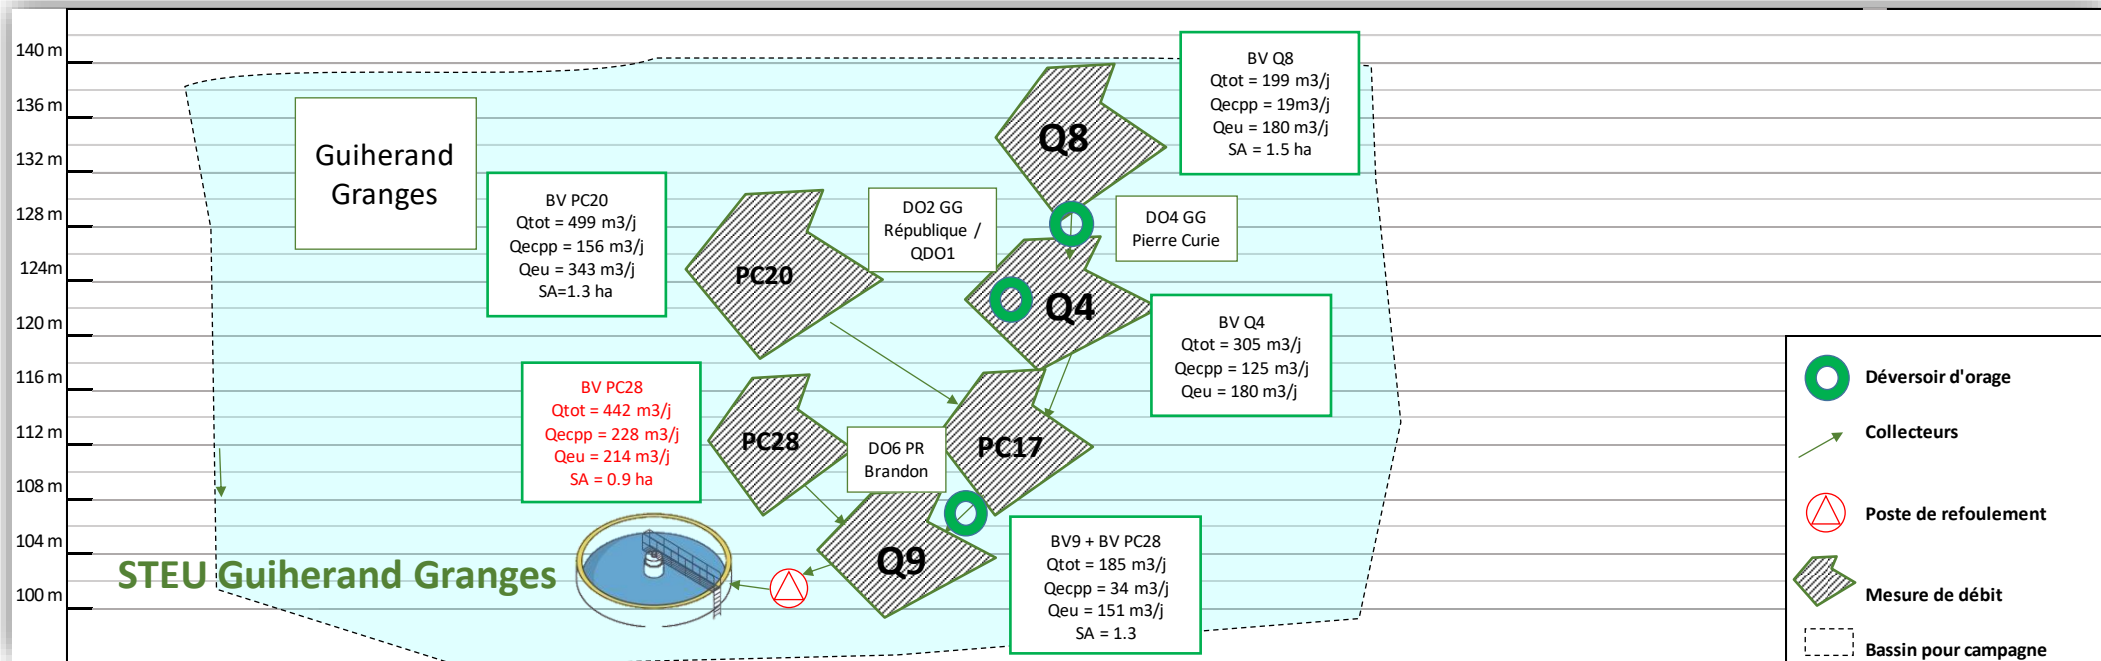 140 m
136 m
132 m
128 m
124m
120 m
116 m
112 m
108 m
104 m
100 m
Guiherand
Granges
BV PC20
Qtot = 499 m3/j
Qecpp = 156 m3/j
Qeu = 343 m3/j
SA=1.3 ha
PC20
DO2 GG
République /
QDO1
Q8
BV Q8
Qtot = 199 m3/j
Qecpp = 19m3/j
Qeu = 180 m3/j
SA = 1.5 ha
DO4 GG
Pierre Curie
Q4
BV Q4
Qtot = 305 m3/j
Qecpp = 125 m3/j
Qeu = 180 m3/j
BV PC28
Qtot = 442 m3/j
Qecpp = 228 m3/j
Qeu = 214 m3/j
SA = 0.9 ha
PC28
DO6 PR
Brandon
PC17
Q9
BV9 + BV PC28
Qtot = 185 m3/j
Qecpp = 34 m3/j
Qeu = 151 m3/j
SA = 1.3
STEU Guiherand Granges
Déversoir d'orage
Collecteurs
Poste de refoulement
Mesure de débit
Bassin pour campagne